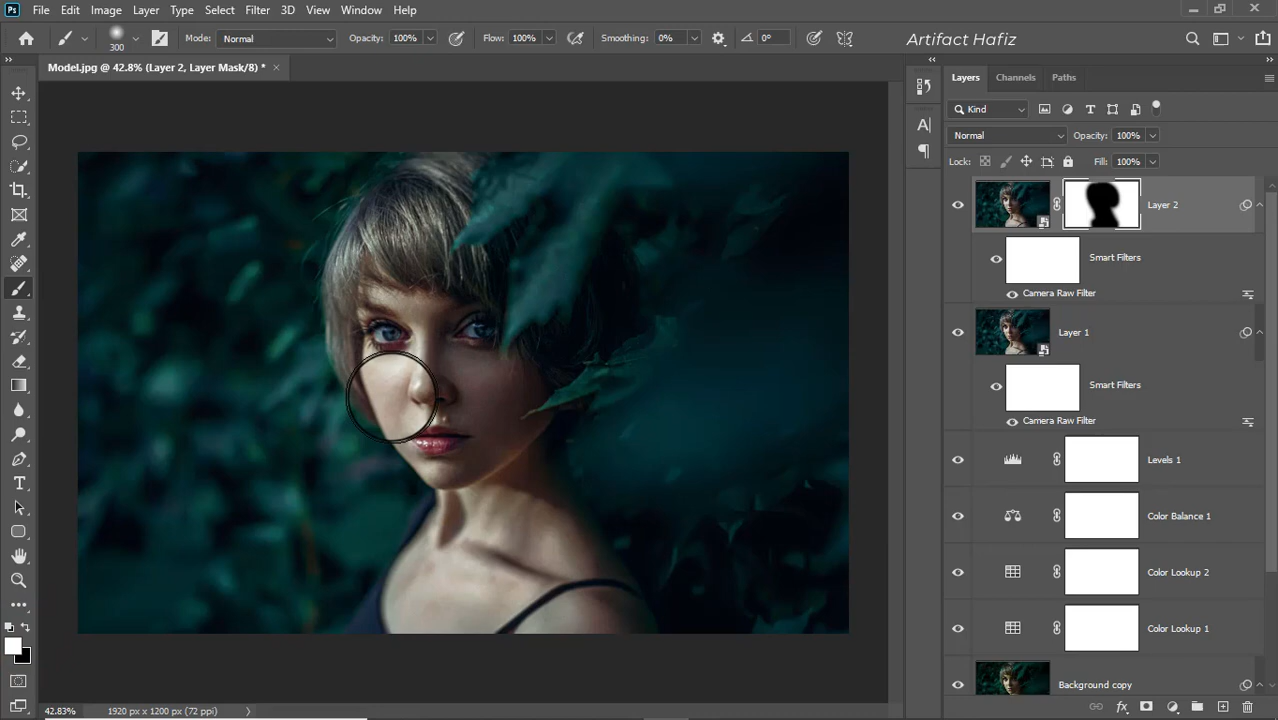 Ps File Edit Image Layer Type Select Filter 3D View Window Help
300 Mode: Normal Opacity: 100% Flow: 100% Smoothing: 0% 0° Artifact Hafiz
Model.jpg @ 42.8% (Layer 2, Layer Mask/8) *
Layers Channels Paths
Kind
Normal Opacity: 100%
Lock: Fill: 100%
Layer 2
Smart Filters
Camera Raw Filter
Layer 1
Smart Filters
Camera Raw Filter
Levels 1
Color Balance 1
Color Lookup 2
Color Lookup 1
Background copy
42.83% 1920 px x 1200 px (72 ppi)